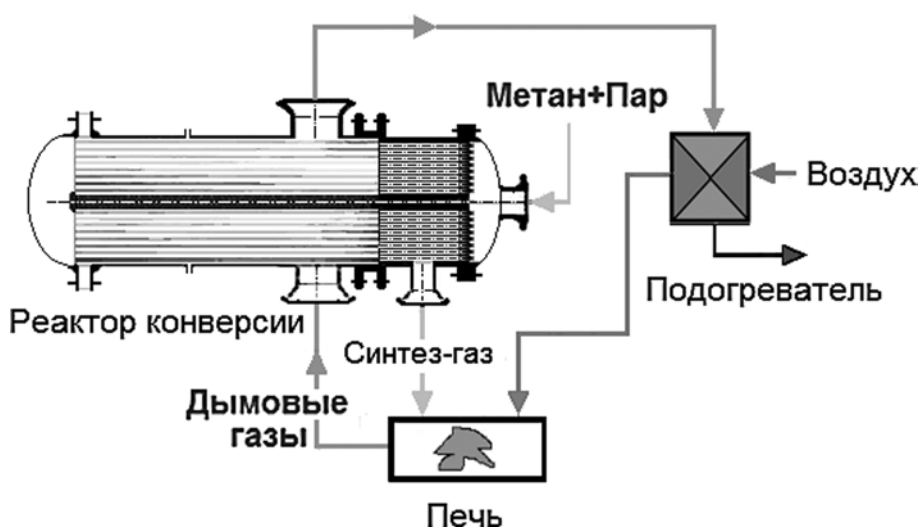 Метан+Пар
Воздух
Подогреватель
Реактор конверсии
Синтез-газ
Дымовые
газы
Печь